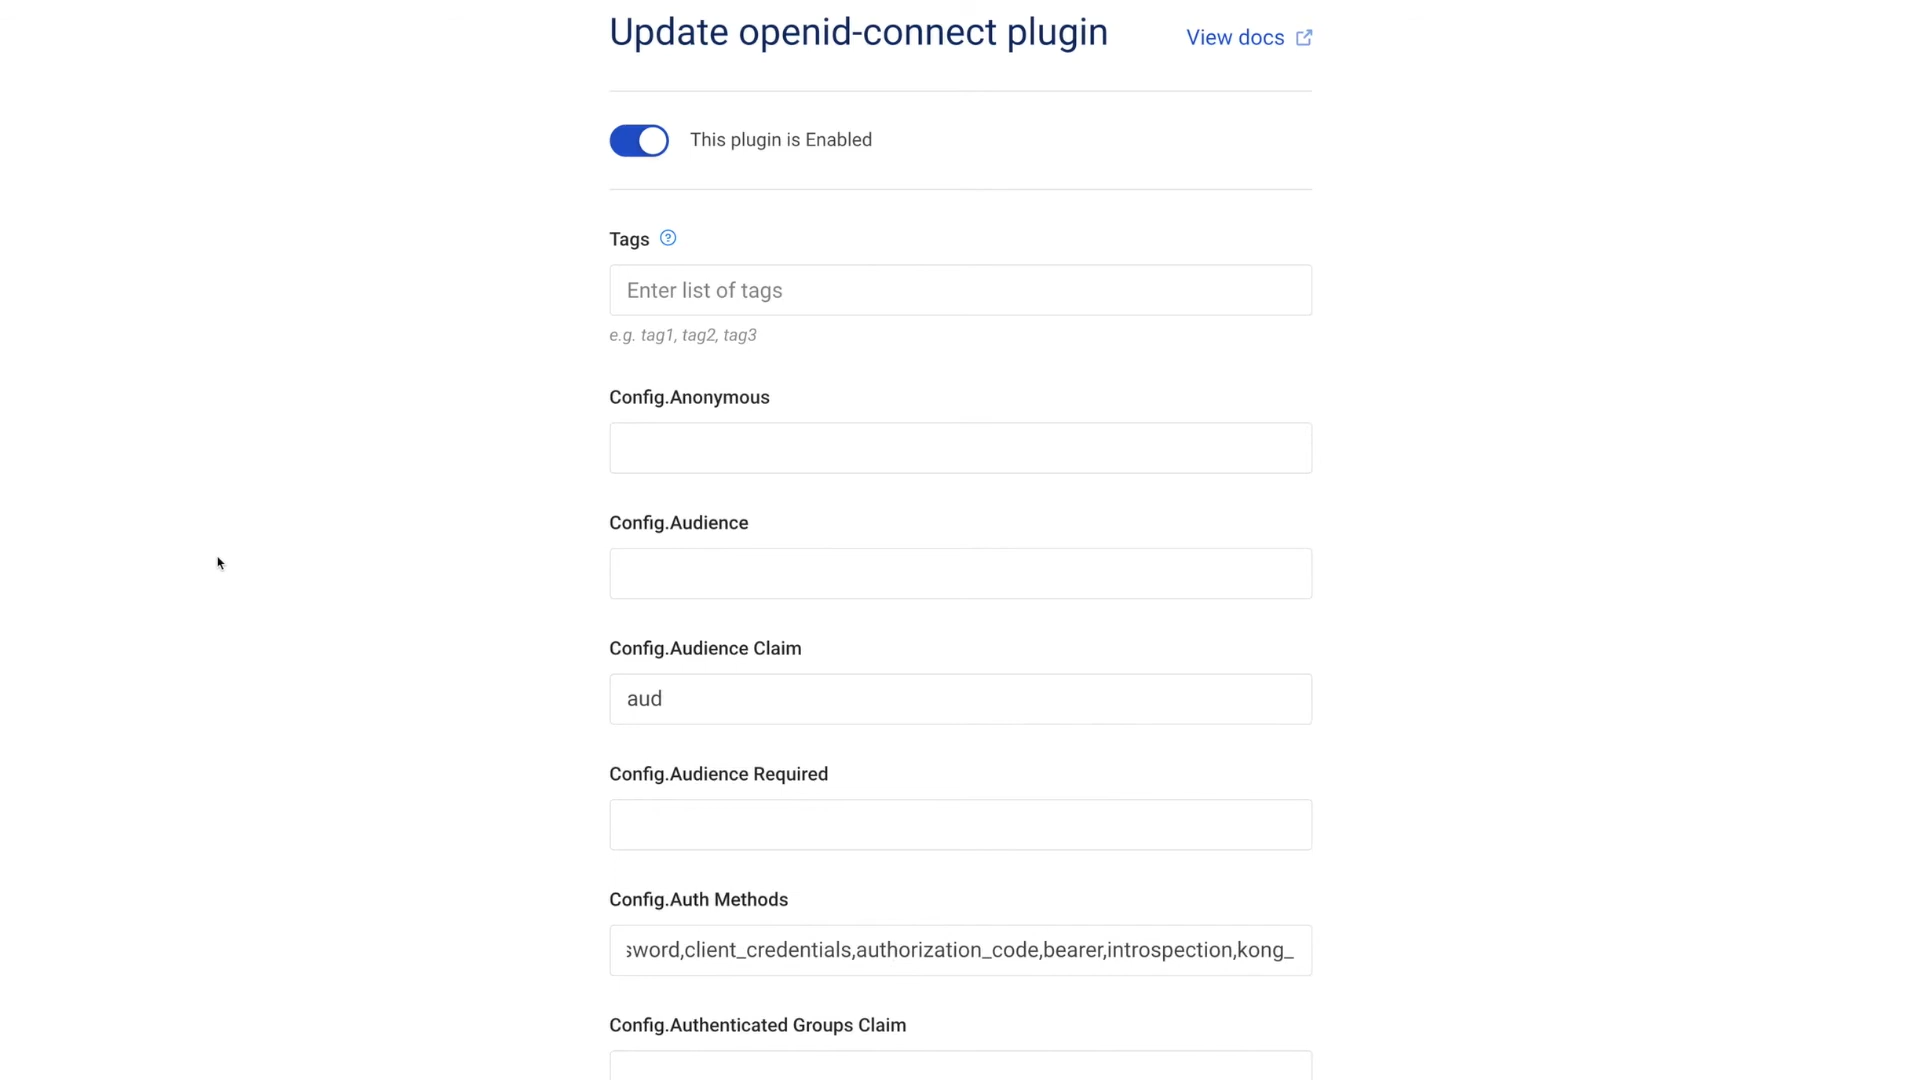 Update openid-connect plugin
View docs
This plugin is Enabled
Tags
Enter list of tags
e.g. tag1, tag2, tag3
Config.Anonymous
Config.Audience
Config.Audience Claim
aud
Config.Audience Required
Config.Auth Methods
sword,client_credentials,authorization_code,bearer,introspection,kong_
Config.Authenticated Groups Claim